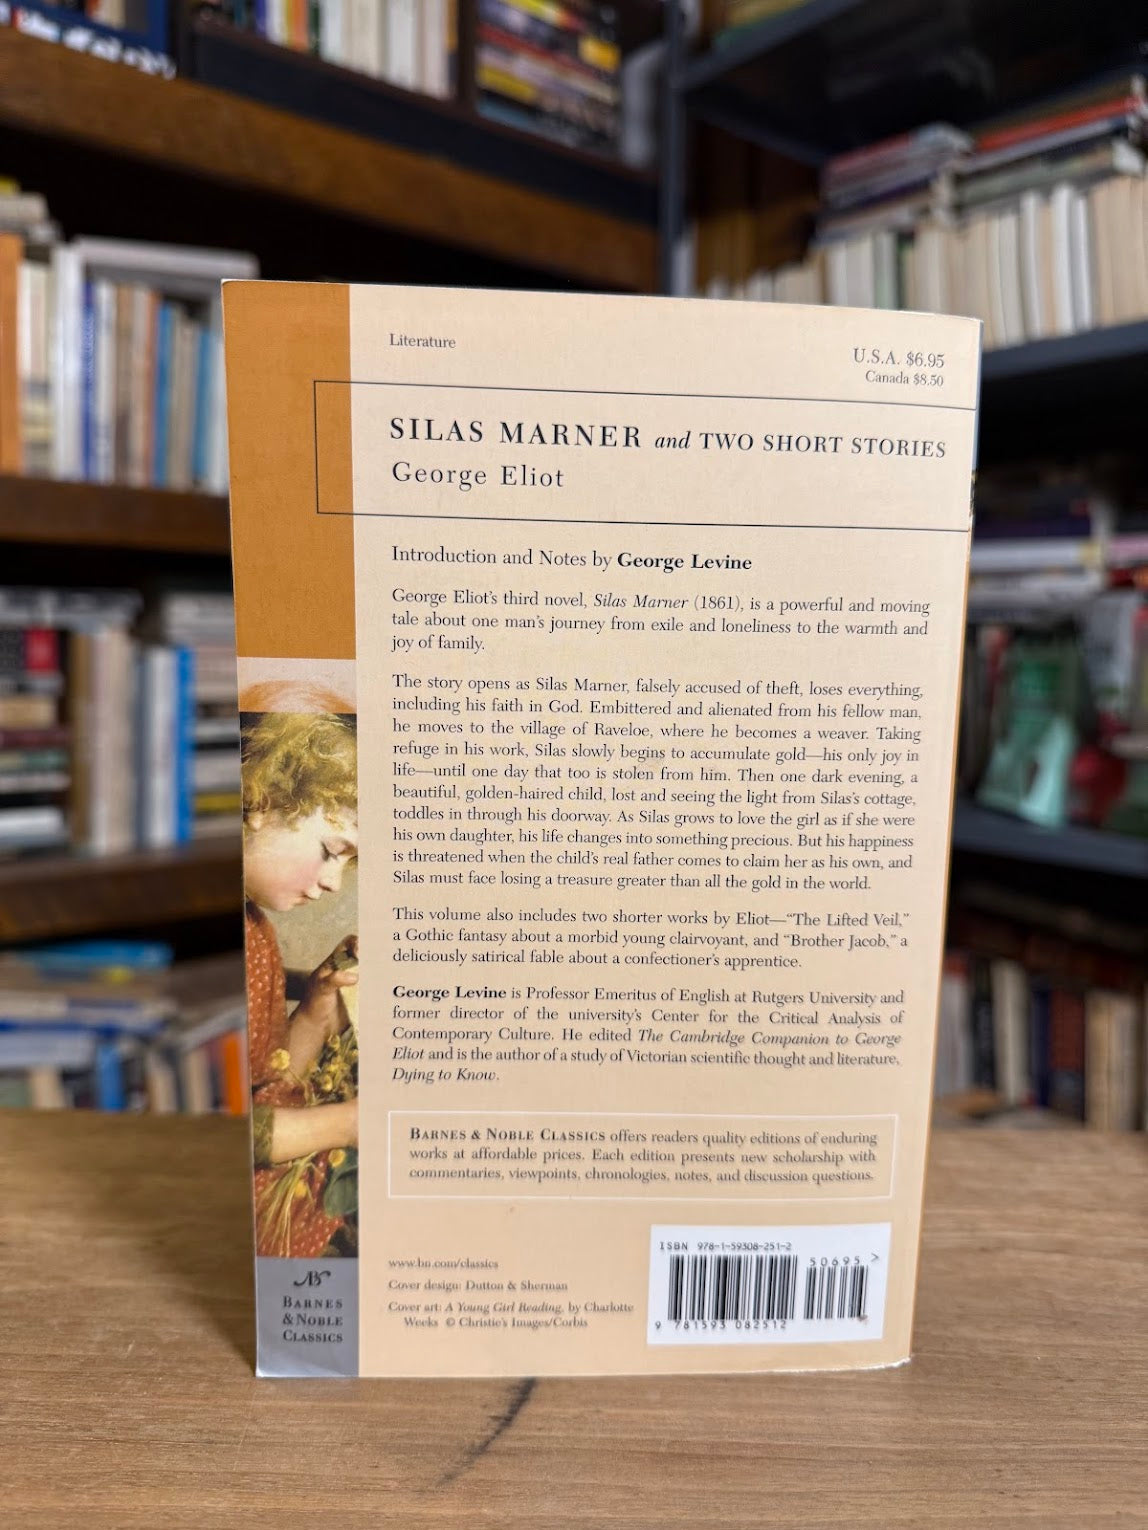 Literature
U.S.A. $6.95
Canada $8.50
SILAS MARNER and TWO SHORT STORIES
George Eliot
Introduction and Notes by George Levine
George Eliot's third novel, Silas Marner (1861), is a powerful and moving
tale about one man's journey from exile and loneliness to the warmth and
joy of family.
The story opens as Silas Marner, falsely accused of theft, loses everything,
including his faith in God. Embittered and alienated from his fellow man,
he moves to the village of Raveloe, where he becomes a weaver. Taking
refuge in his work, Silas slowly begins to accumulate gold—his only joy in
life—until one day that too is stolen from him. Then one dark evening, a
beautiful, golden-haired child, lost and seeing the light from Silas's cottage,
toddles in through his doorway. As Silas grows to love the girl as if she were
his own daughter, his life changes into something precious. But his happiness
is threatened when the child's real father comes to claim her as his own, and
Silas must face losing a treasure greater than all the gold in the world.
This volume also includes two shorter works by Eliot—“The Lifted Veil,”
a Gothic fantasy about a morbid young clairvoyant, and “Brother Jacob,” a
deliciously satirical fable about a confectioner's apprentice.
George Levine is Professor Emeritus of English at Rutgers University and
former director of the university's Center for the Critical Analysis of
Contemporary Culture. He edited The Cambridge Companion to George
Eliot and is the author of a study of Victorian scientific thought and literature,
Dying to Know.
BARNES & NOBLE CLASSICS offers readers quality editions of enduring
works at affordable prices. Each edition presents new scholarship with
commentaries, viewpoints, chronologies, notes, and discussion questions.
www.bn.com/classics
Cover design: Dutton & Sherman
Cover art: A Young Girl Reading, by Charlotte
Weeks © Christie's Images/Corbis
ISBN 978-1-59308-251-2
50695 >
9 781593 082512
BARNES
& NOBLE
CLASSICS